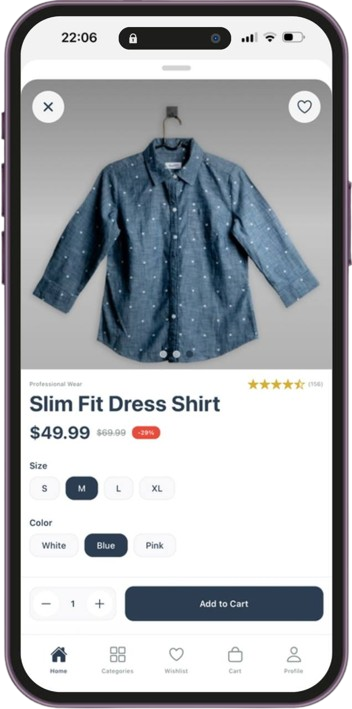 22:06
Professional Wear
(156)
Slim Fit Dress Shirt
$49.99 $69.99 -29%
Size
S M L XL
Color
White Blue Pink
− 1 +
Add to Cart
Home Categories Wishlist Cart Profile